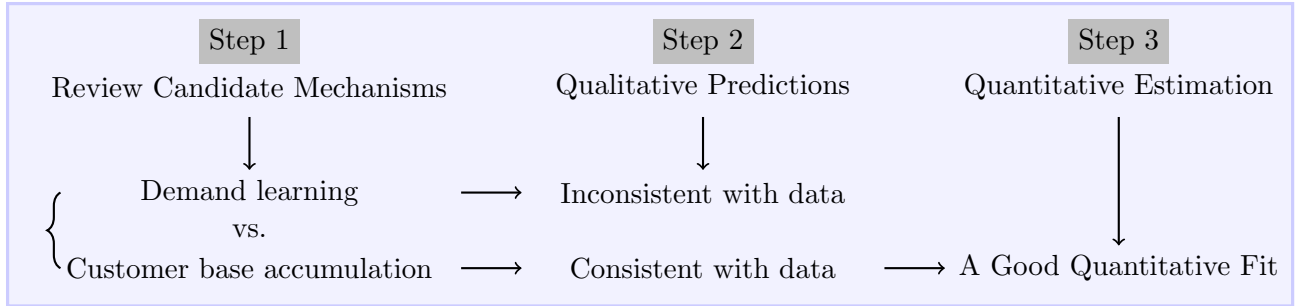 Step 1
Step 2
Step 3
Review Candidate Mechanisms
Qualitative Predictions
Quantitative Estimation
Demand learning
Inconsistent with data
vs.
Customer base accumulation
Consistent with data
A Good Quantitative Fit